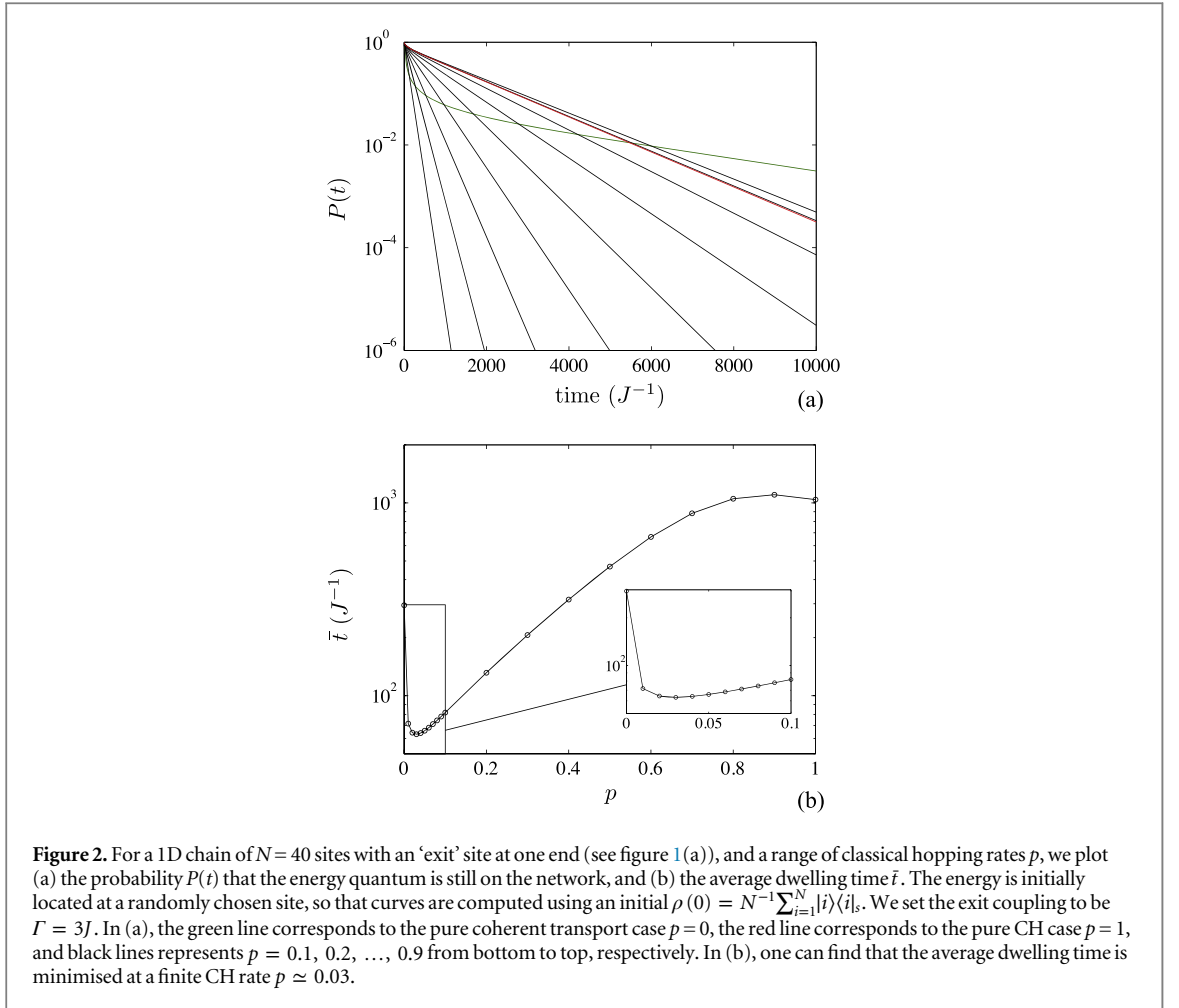 10^0
10^-2
10^-4
10^-6
P(t)
0 2000 4000 6000 8000 10000
time (J^-1)
(a)
10^3
10^2
t̄ (J^-1)
10^2
0 0.05 0.1
0 0.2 0.4 0.6 0.8 1
p
(b)
Figure 2. For a 1D chain of N = 40 sites with an ‘exit’ site at one end (see figure 1(a)), and a range of classical hopping rates p, we plot
(a) the probability P(t) that the energy quantum is still on the network, and (b) the average dwelling time t̄. The energy is initially
located at a randomly chosen site, so that curves are computed using an initial ρ(0) = N^-1 ∑_{i=1}^N |i⟩⟨i|_s. We set the exit coupling to be
Γ = 3J. In (a), the green line corresponds to the pure coherent transport case p = 0, the red line corresponds to the pure CH case p = 1,
and black lines represents p = 0.1, 0.2, …, 0.9 from bottom to top, respectively. In (b), one can find that the average dwelling time is
minimised at a finite CH rate p ≃ 0.03.